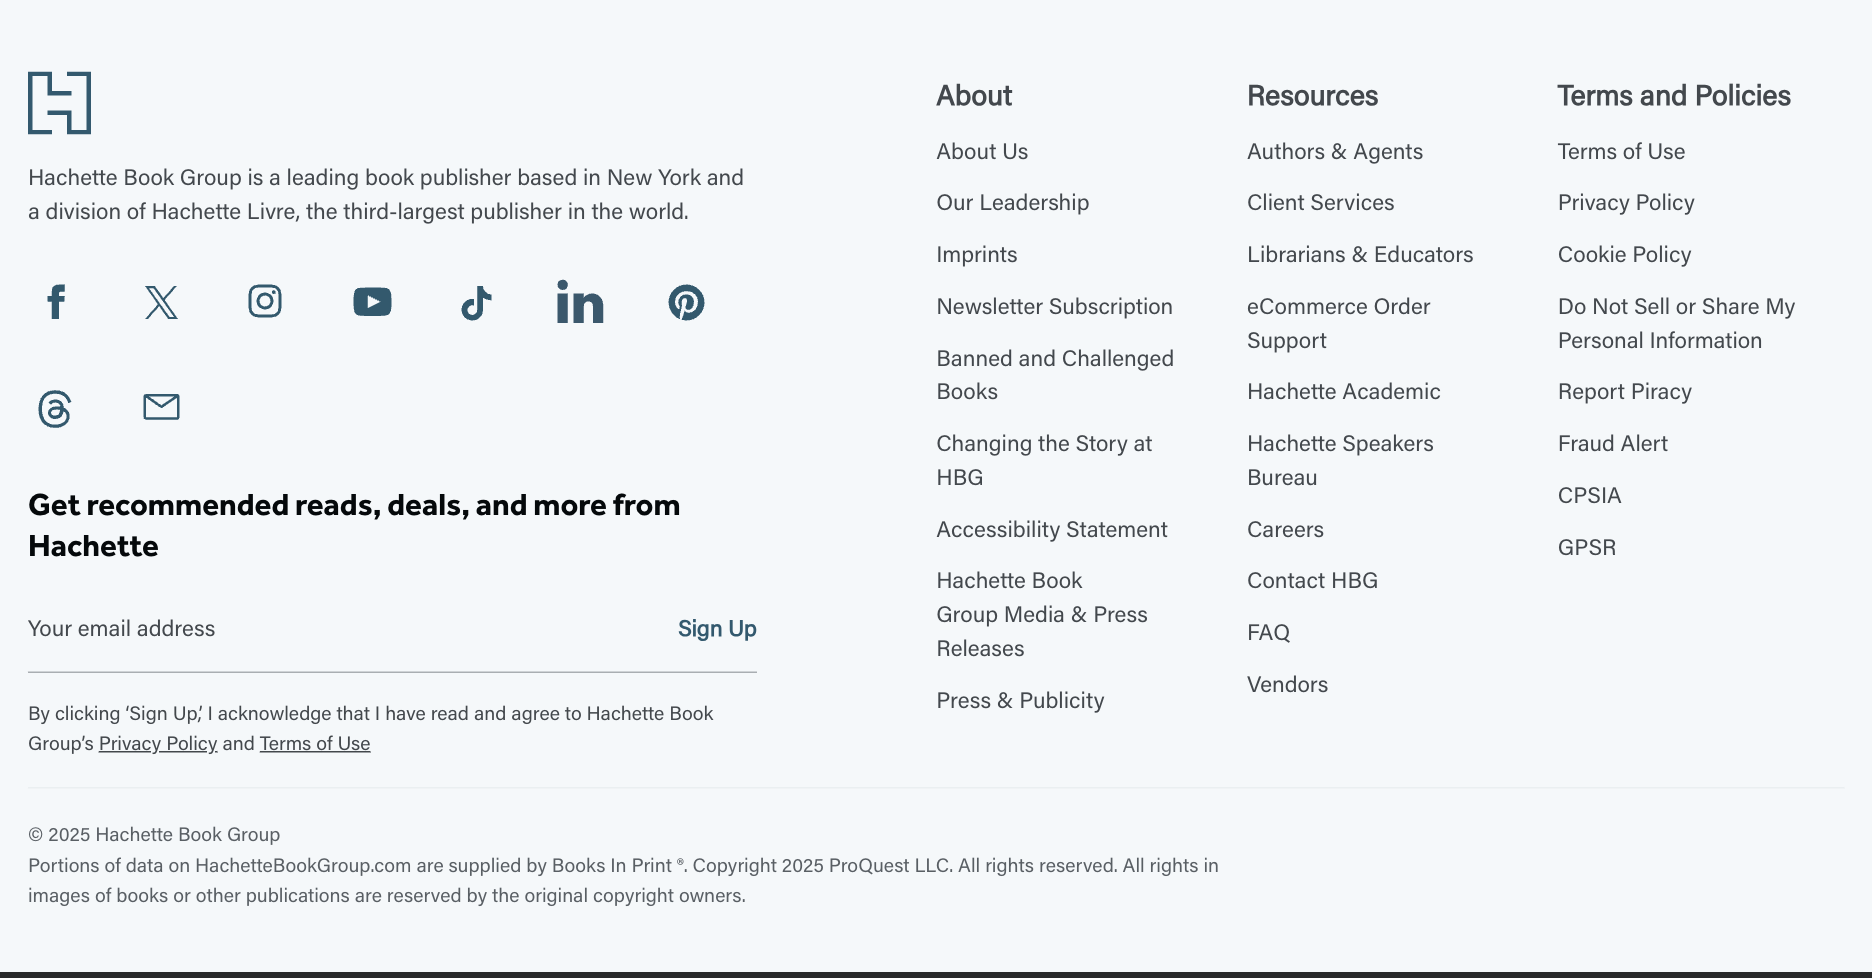 Hachette Book Group is a leading book publisher based in New York and
a division of Hachette Livre, the third-largest publisher in the world.
Get recommended reads, deals, and more from
Hachette
Your email address
Sign Up
By clicking ‘Sign Up,’ I acknowledge that I have read and agree to Hachette Book
Group’s Privacy Policy and Terms of Use
About
About Us
Our Leadership
Imprints
Newsletter Subscription
Banned and Challenged
Books
Changing the Story at
HBG
Accessibility Statement
Hachette Book
Group Media & Press
Releases
Press & Publicity
Resources
Authors & Agents
Client Services
Librarians & Educators
eCommerce Order
Support
Hachette Academic
Hachette Speakers
Bureau
Careers
Contact HBG
FAQ
Vendors
Terms and Policies
Terms of Use
Privacy Policy
Cookie Policy
Do Not Sell or Share My
Personal Information
Report Piracy
Fraud Alert
CPSIA
GPSR
© 2025 Hachette Book Group
Portions of data on HachetteBookGroup.com are supplied by Books In Print ®. Copyright 2025 ProQuest LLC. All rights reserved. All rights in
images of books or other publications are reserved by the original copyright owners.